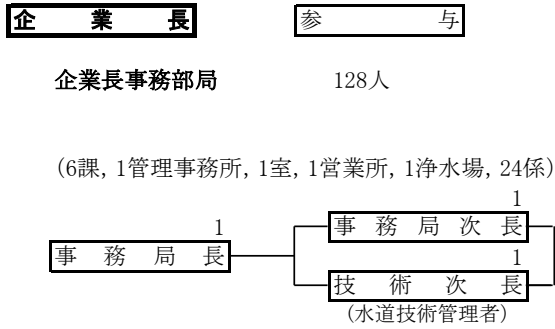 企業長　参与
企業長事務部局　128人
(6課, 1管理事務所, 1室, 1営業所, 1浄水場, 24係)
1
1　事務局次長
事務局長　1
技術次長
(水道技術管理者)